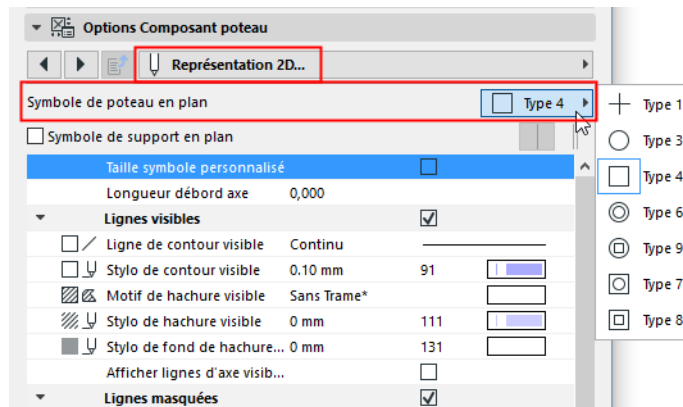 Options Composant poteau
Représentation 2D...
Symbole de poteau en plan Type 4
Symbole de support en plan
Taille symbole personnalisé
Longueur débord axe 0,000
Lignes visibles
Ligne de contour visible Continu
Stylo de contour visible 0.10 mm 91
Motif de hachure visible Sans Trame*
Stylo de hachure visible 0 mm 111
Stylo de fond de hachure... 0 mm 131
Afficher lignes d'axe visib...
Lignes masquées
Type 1
Type 3
Type 4
Type 6
Type 9
Type 7
Type 8